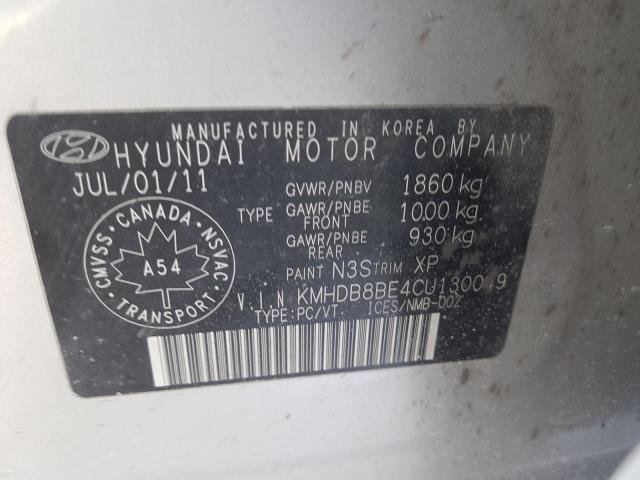 MANUFACTURED IN KOREA BY
HYUNDAI MOTOR COMPANY
JUL/01/11
GVWR/PNBV 1860 kg
TYPE GAWR/PNBE FRONT 1000 kg
GAWR/PNBE REAR 930 kg
PAINT N3S TRIM XP
CMVSS CANADA NSVAC
A54
TRANSPORT
V.I.N
TYPE:PC/VT. ICES/NMB-002